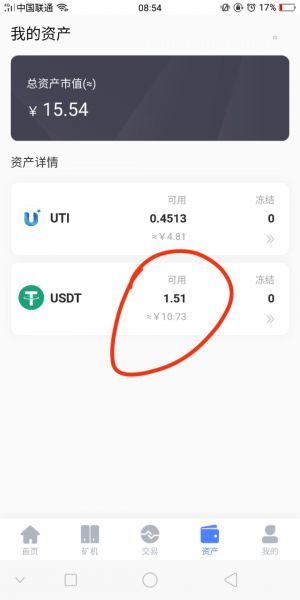 中国联通 08:54 17%
我的资产
总资产市值(≈)
¥ 15.54
资产详情
可用 冻结
UTI 0.4513 0
≈¥4.81
可用 冻结
USDT 1.51 0
≈¥10.73
首页 矿机 交易 资产 我的